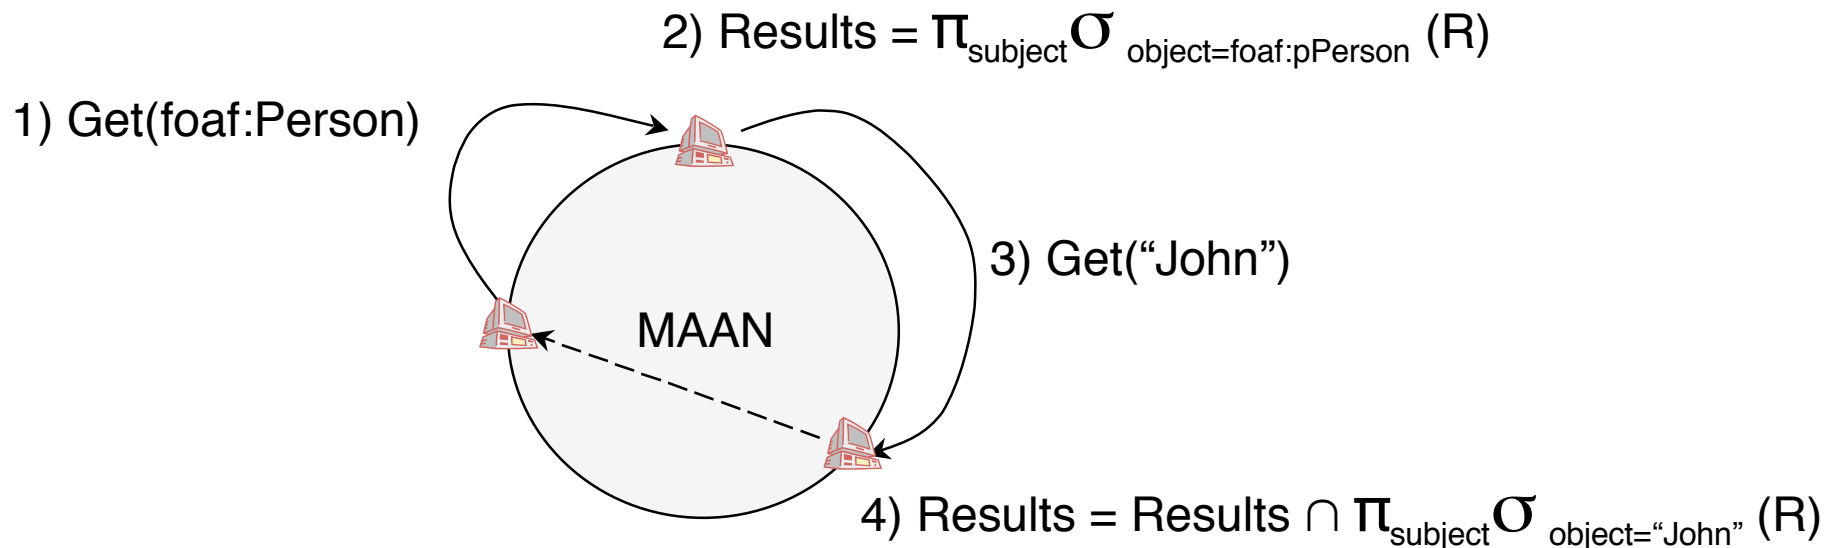 2) Results = π subject σ object=foaf:pPerson (R)
1) Get(foaf:Person)
3) Get(“John”)
MAAN
4) Results = Results ∩ π subject σ object=“John” (R)